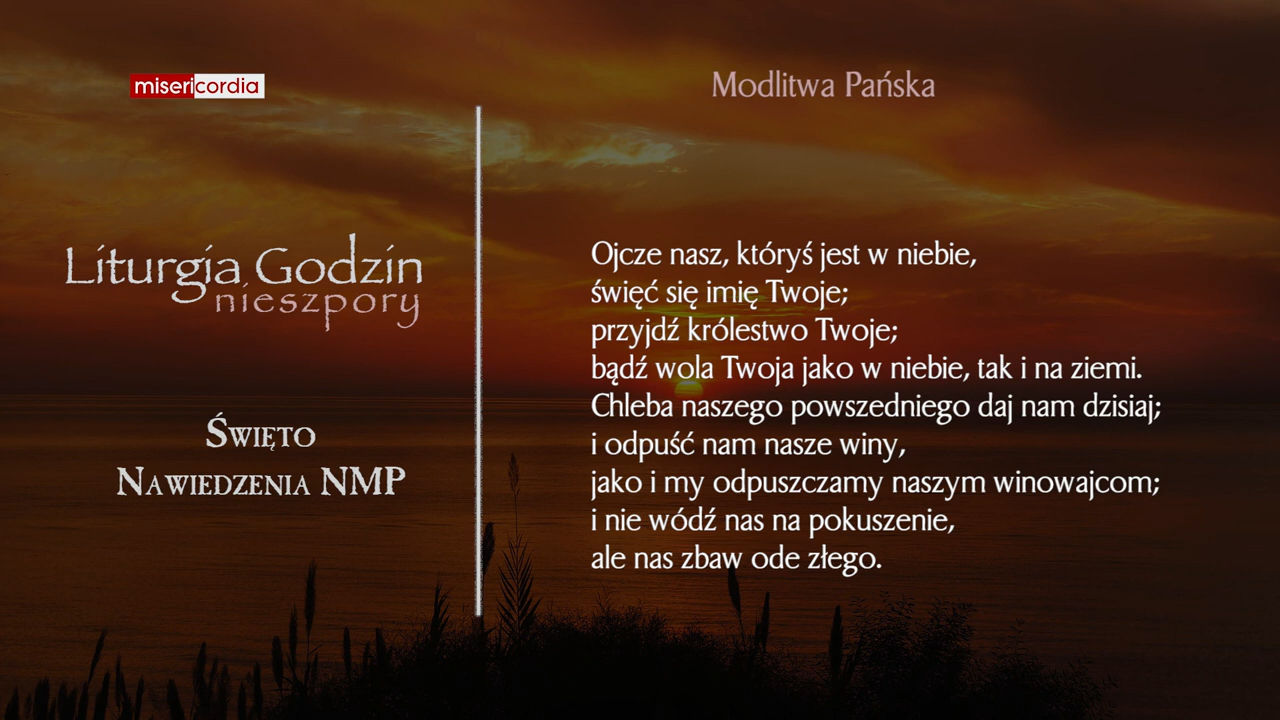 misericordia
Liturgia Godzin
nieszpory
Święto
Nawiedzenia NMP
Modlitwa Pańska
Ojcze nasz, któryś jest w niebie,
święć się imię Twoje;
przyjdź królestwo Twoje;
bądź wola Twoja jako w niebie, tak i na ziemi.
Chleba naszego powszedniego daj nam dzisiaj;
i odpuść nam nasze winy,
jako i my odpuszczamy naszym winowajcom;
i nie wódź nas na pokuszenie,
ale nas zbaw ode złego.